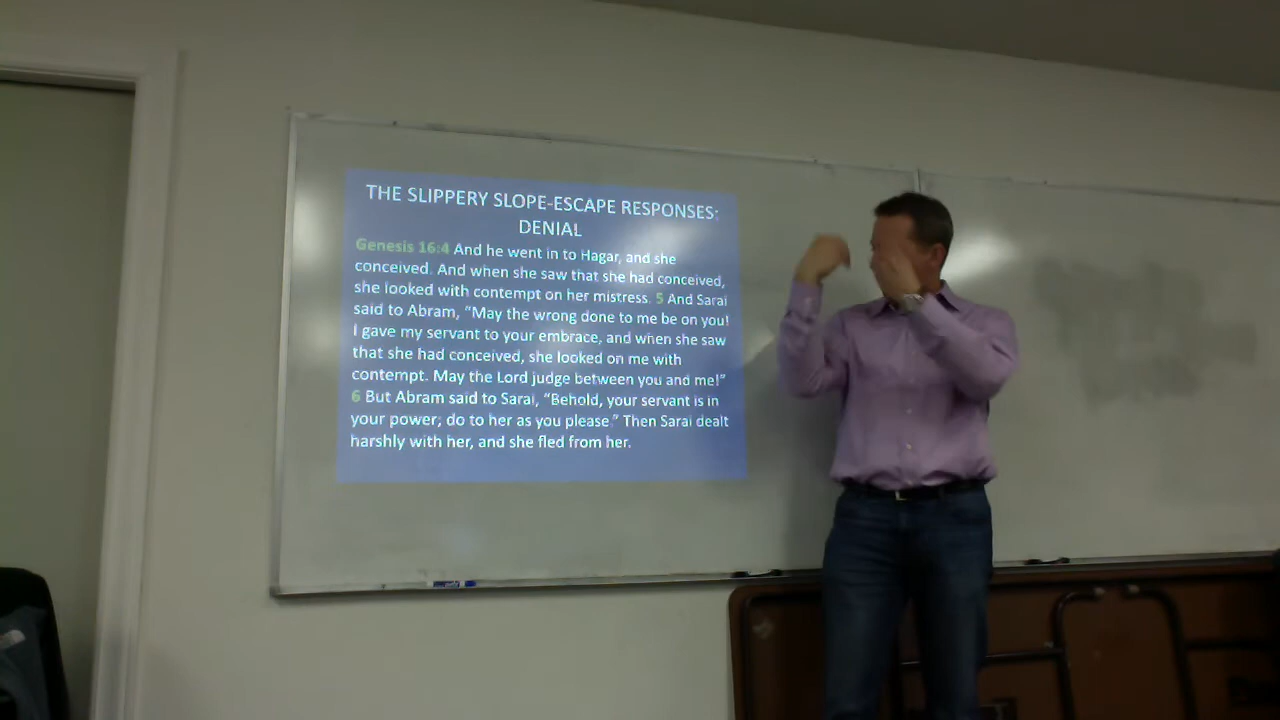 THE SLIPPERY SLOPE-ESCAPE RESPONSES:
DENIAL
Genesis 16:4 And he went in to Hagar, and she
conceived. And when she saw that she had conceived,
she looked with contempt on her mistress. 5 And Sarai
said to Abram, “May the wrong done to me be on you!
I gave my servant to your embrace, and when she saw
that she had conceived, she looked on me with
contempt. May the Lord judge between you and me!”
6 But Abram said to Sarai, “Behold, your servant is in
your power; do to her as you please.” Then Sarai dealt
harshly with her, and she fled from her.